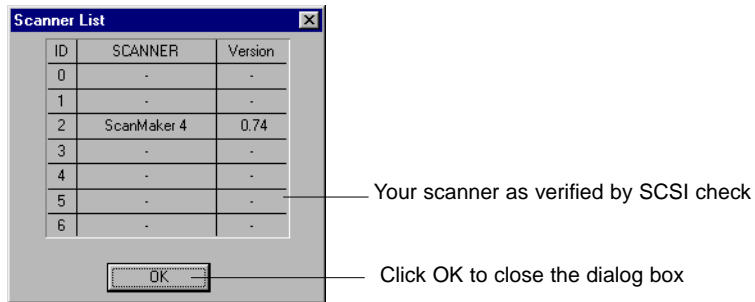 Scanner List
ID SCANNER Version
0 - -
1 - -
2 ScanMaker 4 0.74
3 - -
4 - -
5 - -
6 - -
Your scanner as verified by SCSI check
OK
Click OK to close the dialog box